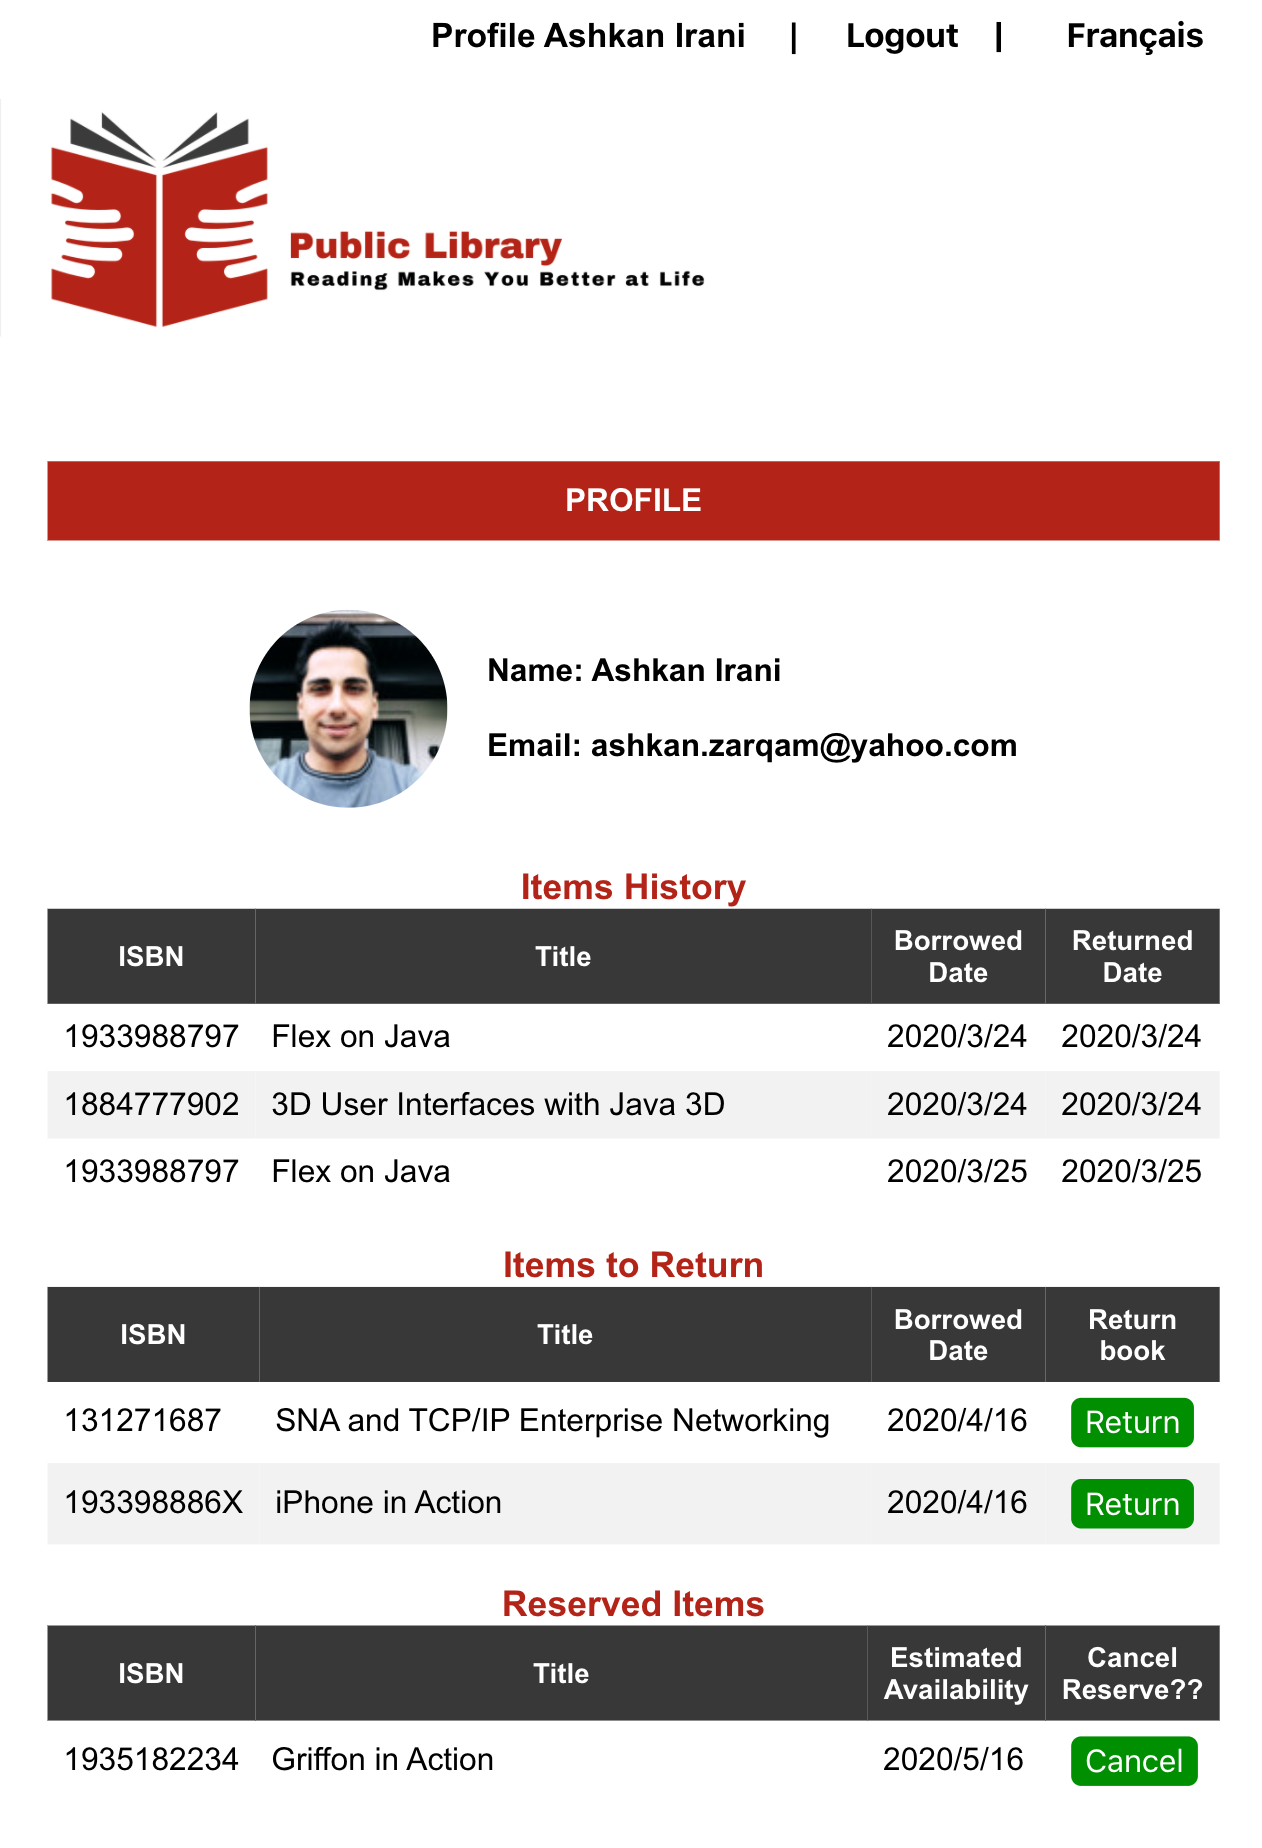 Profile Ashkan Irani | Logout | Français
Public Library
Reading Makes You Better at Life
PROFILE
Name: Ashkan Irani
Email: ashkan.zarqam@yahoo.com
Items History
ISBN Title Borrowed Date Returned Date
1933988797 Flex on Java 2020/3/24 2020/3/24
1884777902 3D User Interfaces with Java 3D 2020/3/24 2020/3/24
1933988797 Flex on Java 2020/3/25 2020/3/25
Items to Return
ISBN Title Borrowed Date Return book
131271687 SNA and TCP/IP Enterprise Networking 2020/4/16 Return
193398886X iPhone in Action 2020/4/16 Return
Reserved Items
ISBN Title Estimated Availability Cancel Reserve??
1935182234 Griffon in Action 2020/5/16 Cancel